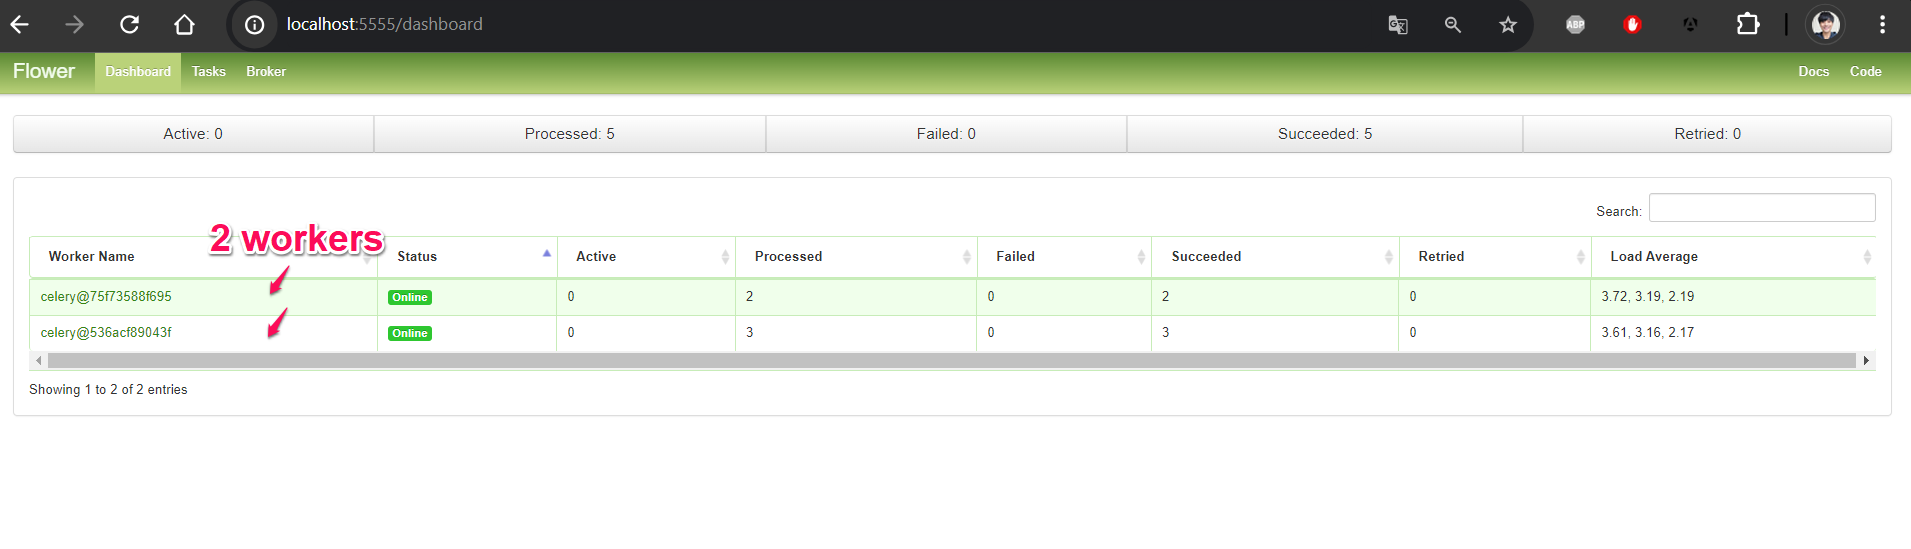 localhost:5555/dashboard
ABP
Flower Dashboard Tasks Broker Docs Code
Active: 0 Processed: 5 Failed: 0 Succeeded: 5 Retried: 0
Search:
2 workers
Worker Name Status Active Processed Failed Succeeded Retried Load Average
celery@75f73588f695 Online 0 2 0 2 0 3.72, 3.19, 2.19
celery@536acf89043f Online 0 3 0 3 0 3.61, 3.16, 2.17
Showing 1 to 2 of 2 entries